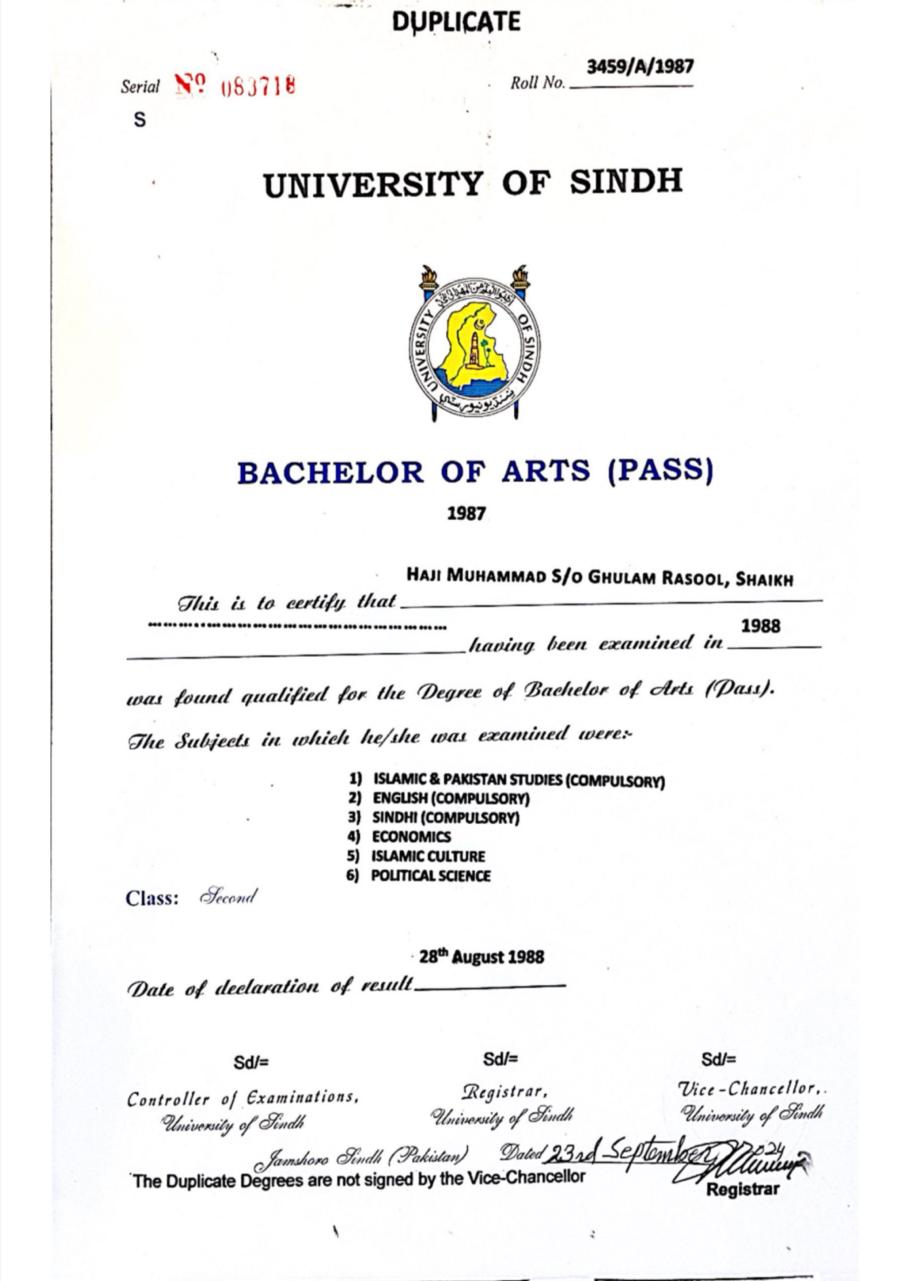 DUPLICATE
Serial Nº 083718
Roll No. 3459/A/1987
S
UNIVERSITY OF SINDH
UNIVERSITY OF SINDH
BACHELOR OF ARTS (PASS)
1987
HAJI MUHAMMAD S/O GHULAM RASOOL, SHAIKH
This is to certify that
having been examined in 1988
was found qualified for the Degree of Bachelor of Arts (Pass).
The Subjects in which he/she was examined were:-
1) ISLAMIC & PAKISTAN STUDIES (COMPULSORY)
2) ENGLISH (COMPULSORY)
3) SINDHI (COMPULSORY)
4) ECONOMICS
5) ISLAMIC CULTURE
6) POLITICAL SCIENCE
Class: Second
28th August 1988
Date of declaration of result
Sd/= Sd/= Sd/=
Controller of Examinations, Registrar, Vice-Chancellor,.
University of Sindh University of Sindh University of Sindh
Jamshoro Sindh (Pakistan) Dated 23rd September 2024
The Duplicate Degrees are not signed by the Vice-Chancellor
Registrar